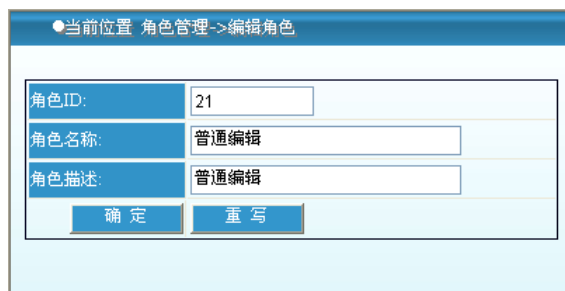 ●当前位置 角色管理->编辑角色
角色ID: 21
角色名称: 普通编辑
角色描述: 普通编辑
确 定 重 写